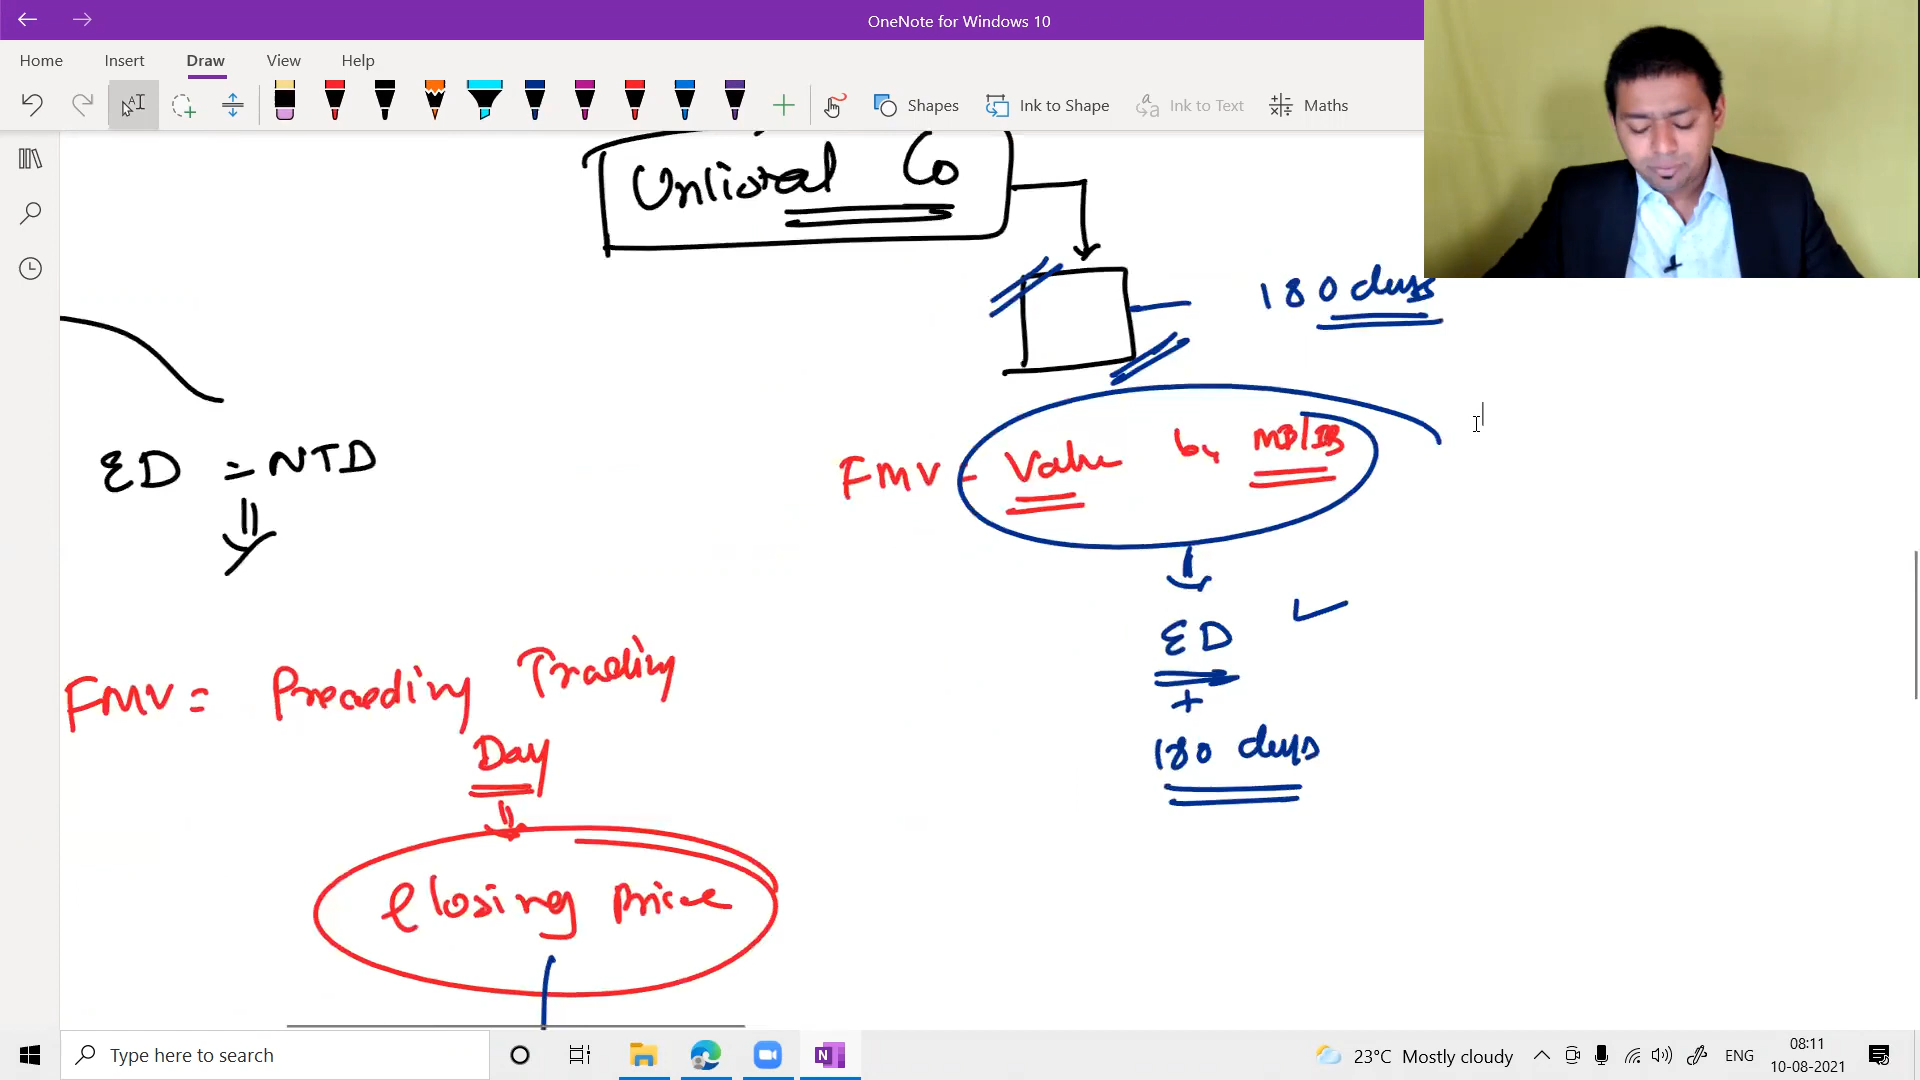 OneNote for Windows 10
Home Insert Draw View Help
Shapes Ink to Shape Ink to Text Maths
Co
180 days
FMV = Value by MB/
ED = NTD
ED
+
180 days
FMV = Preceding Trading
Day
Closing Price
Type here to search
23°C Mostly cloudy ENG
08:11
10-08-2021